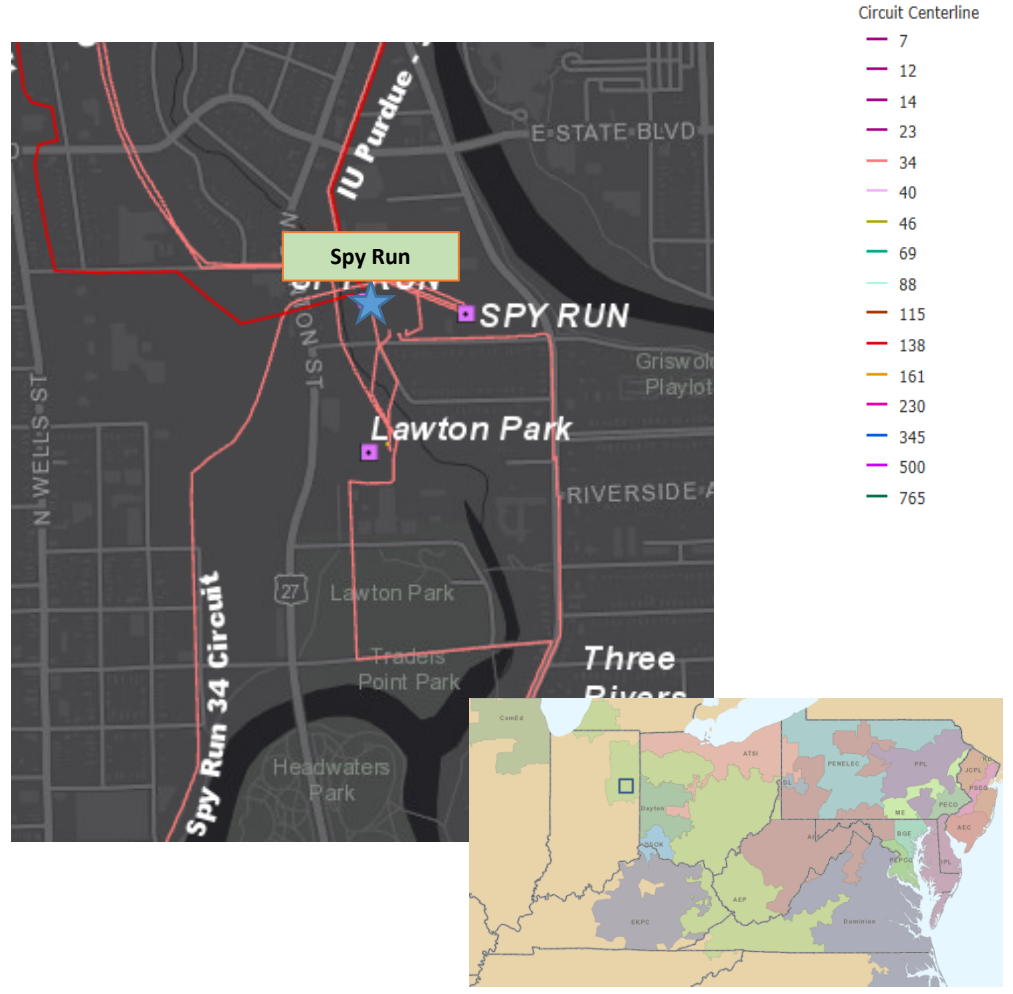 Circuit Centerline
7
12
14
23
34
40
46
69
88
115
138
161
230
345
500
765
IU Purdue -
E STATE BLVD
Spy Run
SPY RUN
SPY RUN
Griswold
Playlot
Lawton Park
N WELLS ST
RIVERSIDE A
27
Lawton Park
Traders
Point Park
Three
Rivers
Spy Run 34 Circuit
Headwaters
Park
ComEd
ATSI
PENELEC
PPL
JCPL
PSEG
Dayton
ME
PECO
AEC
BGE
PEPCO
DPL
AEP
EKPC
Dominion